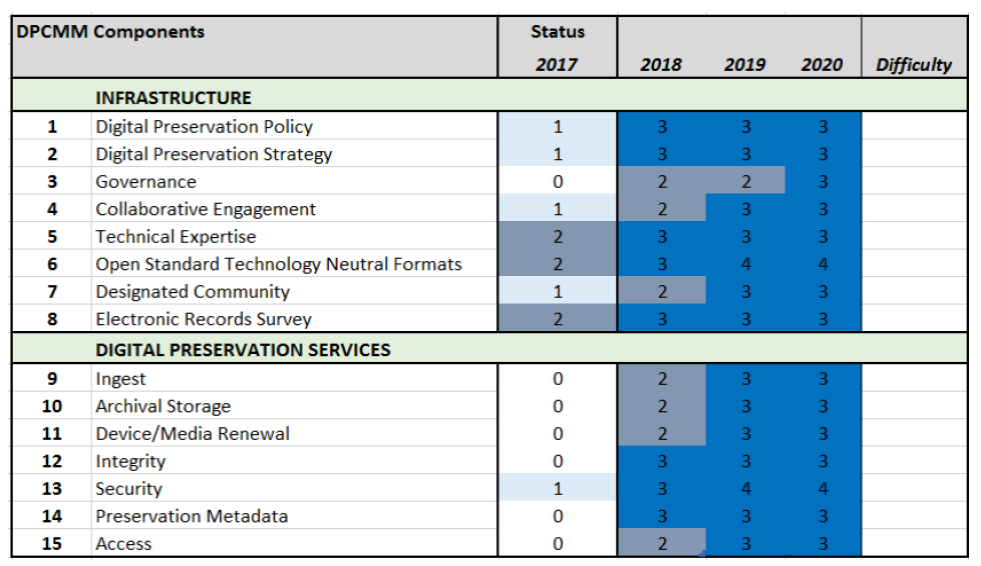 DPCMM Components Status
2017 2018 2019 2020 Difficulty
INFRASTRUCTURE
1 Digital Preservation Policy 1 3 3 3
2 Digital Preservation Strategy 1 3 3 3
3 Governance 0 2 2 3
4 Collaborative Engagement 1 2 3 3
5 Technical Expertise 2 3 3 3
6 Open Standard Technology Neutral Formats 2 3 4 4
7 Designated Community 1 2 3 3
8 Electronic Records Survey 2 3 3 3
DIGITAL PRESERVATION SERVICES
9 Ingest 0 2 3 3
10 Archival Storage 0 2 3 3
11 Device/Media Renewal 0 2 3 3
12 Integrity 0 3 3 3
13 Security 1 3 4 4
14 Preservation Metadata 0 3 3 3
15 Access 0 2 3 3